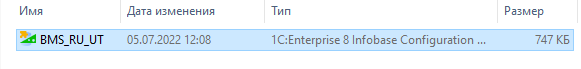 Имя Дата изменения Тип Размер
BMS_RU_UT 05.07.2022 12:08 1C:Enterprise 8 Infobase Configuration ... 747 КБ